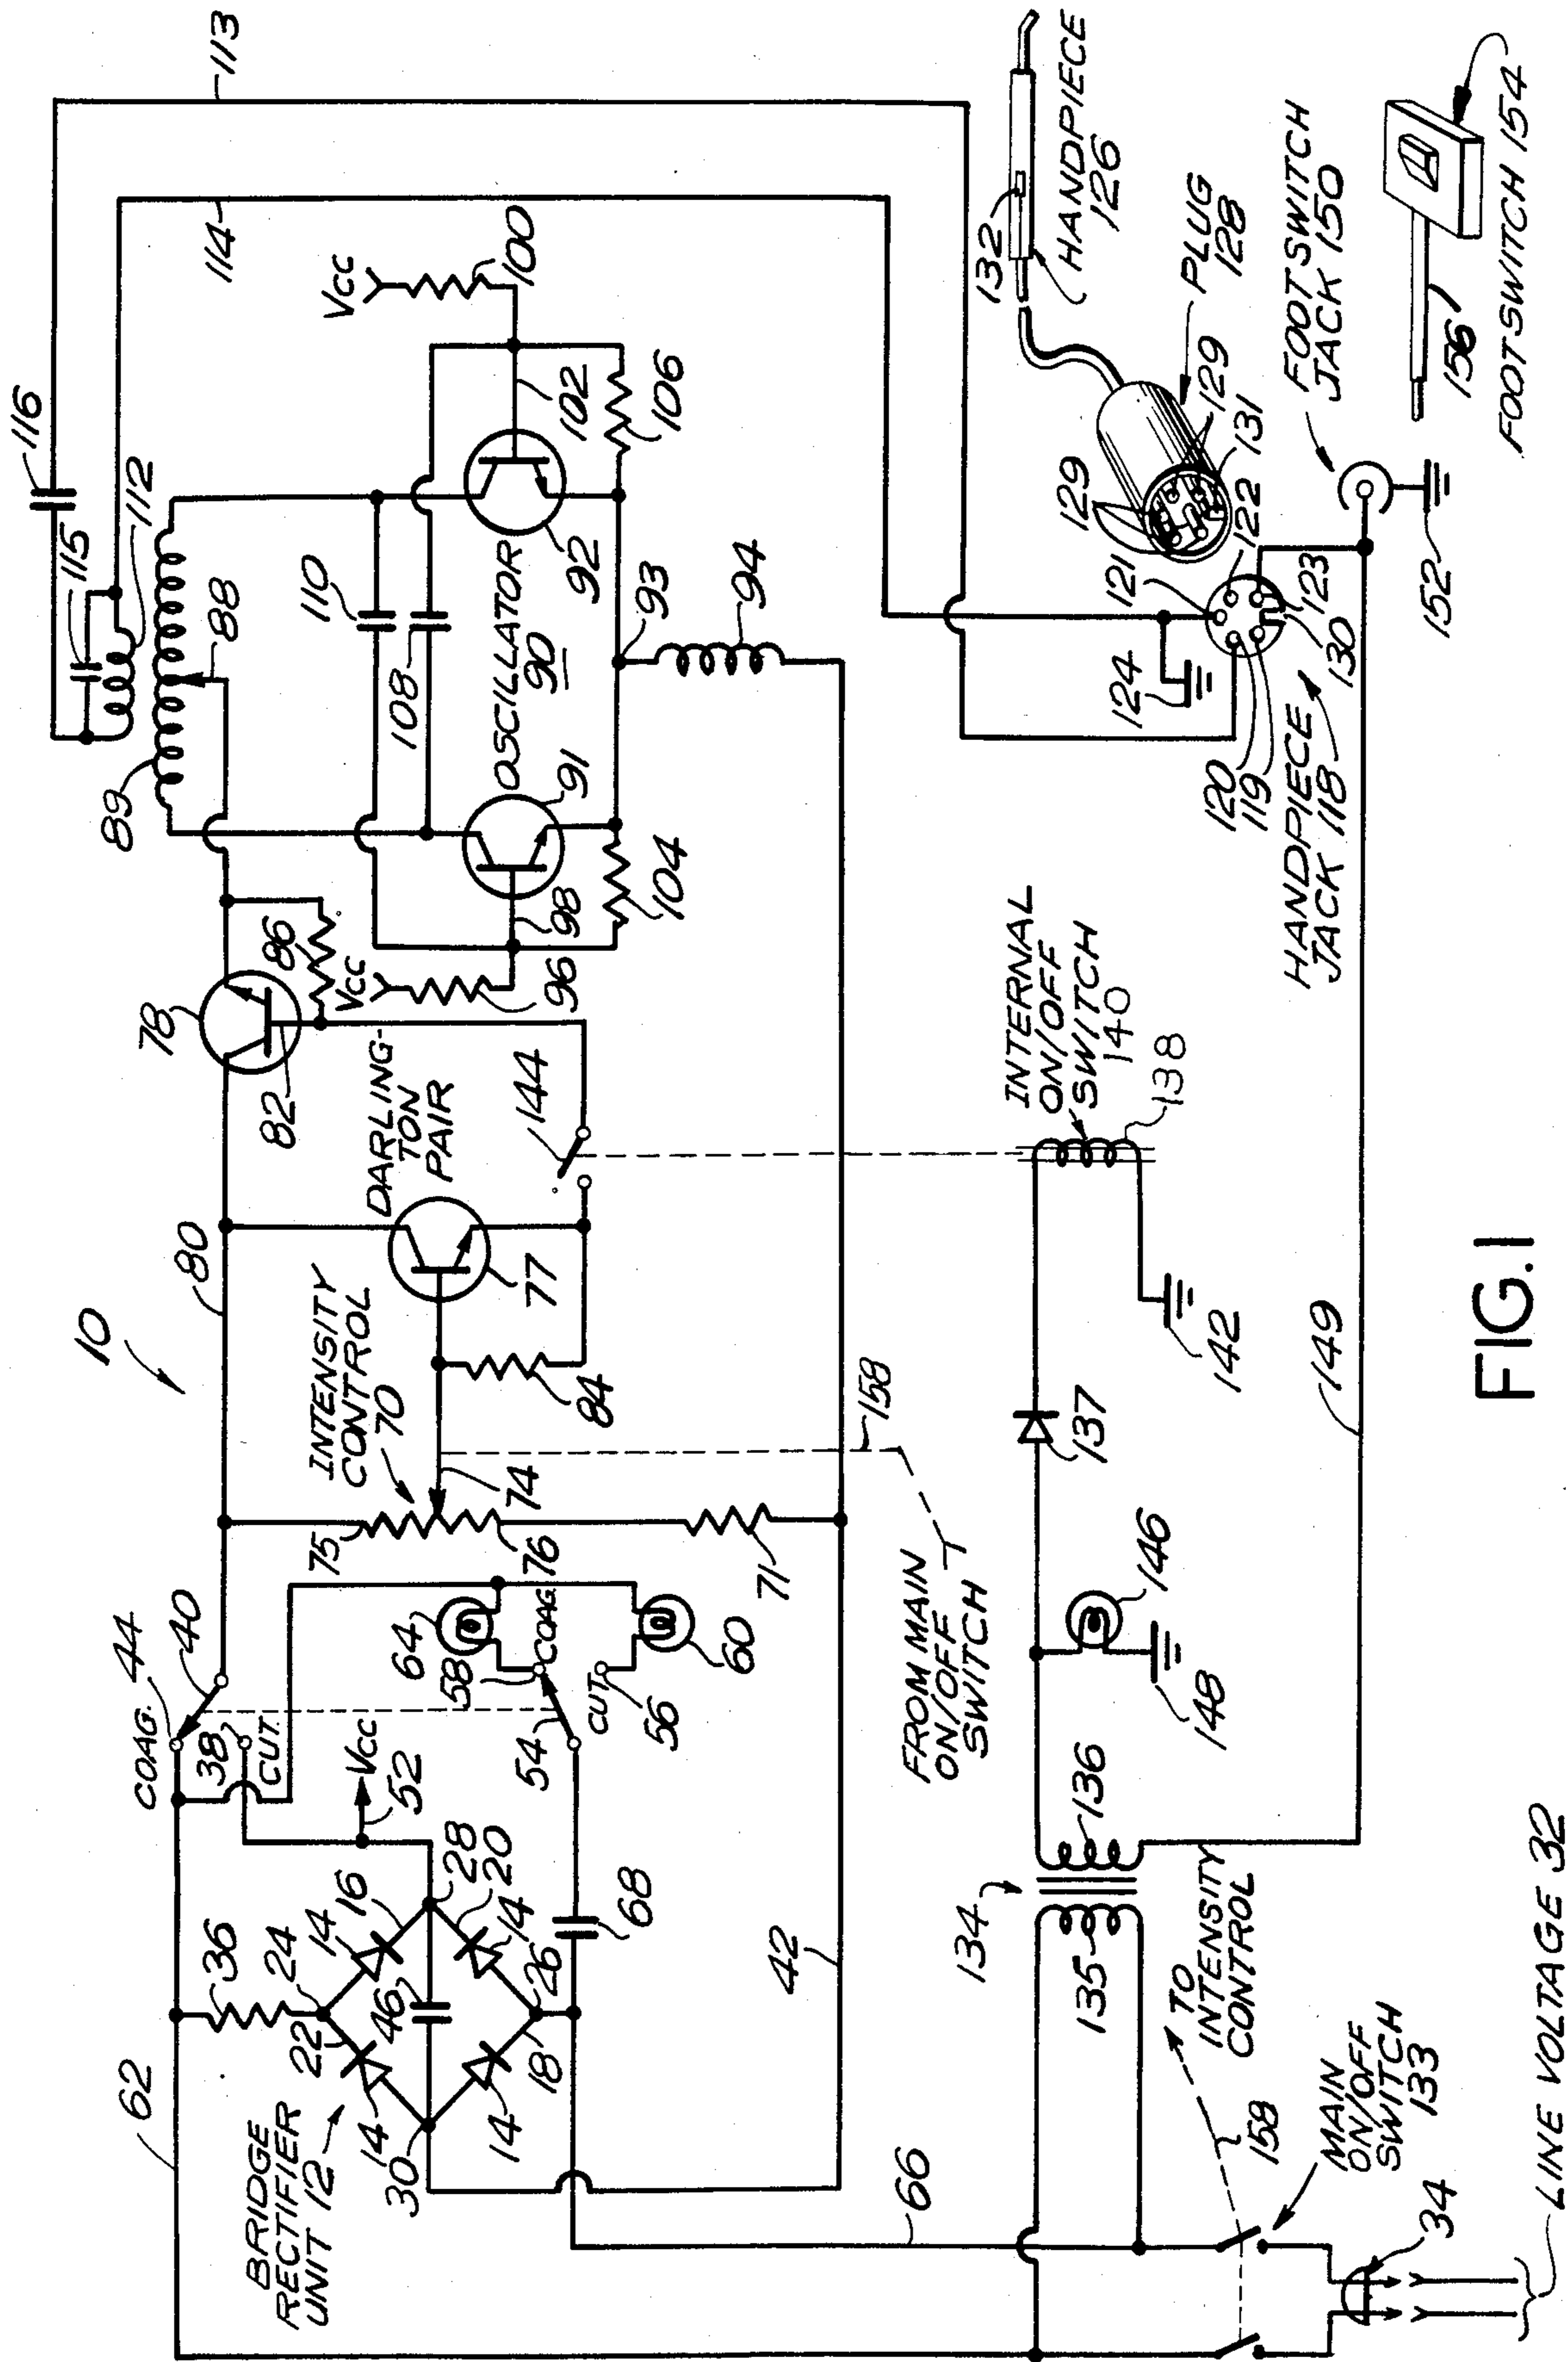 10
62
BRIDGE
RECTIFIER
UNIT 12
14
30
14
22
24
36
14
16
46
18
26
28
20
14
68
COAG. 44
40
38
CUT.
Vcc
52
54
58
COAG
CUT
56
64
60
66
42
INTENSITY
CONTROL
70
75
76
74
71
84
158
80
77
DARLING-
TON
PAIR
144
78
82
86
Vcc
96
98
104
89
88
115
112
116
110
108
OSCILLATOR
90
91
92
93
94
Vcc
100
102
106
114
113
132
HANDPIECE
126
PLUG
128
129
129
131
121
122
123
124
120
119
130
HANDPIECE
JACK 118
FOOTSWITCH
JACK 150
152
156
FOOTSWITCH 154
INTERNAL
ON/OFF
SWITCH
140
138
142
137
146
148
149
FROM MAIN
ON/OFF
SWITCH
134
135
136
TO
INTENSITY
CONTROL
158
MAIN
ON/OFF
SWITCH
133
34
LINE VOLTAGE 32
FIG.1